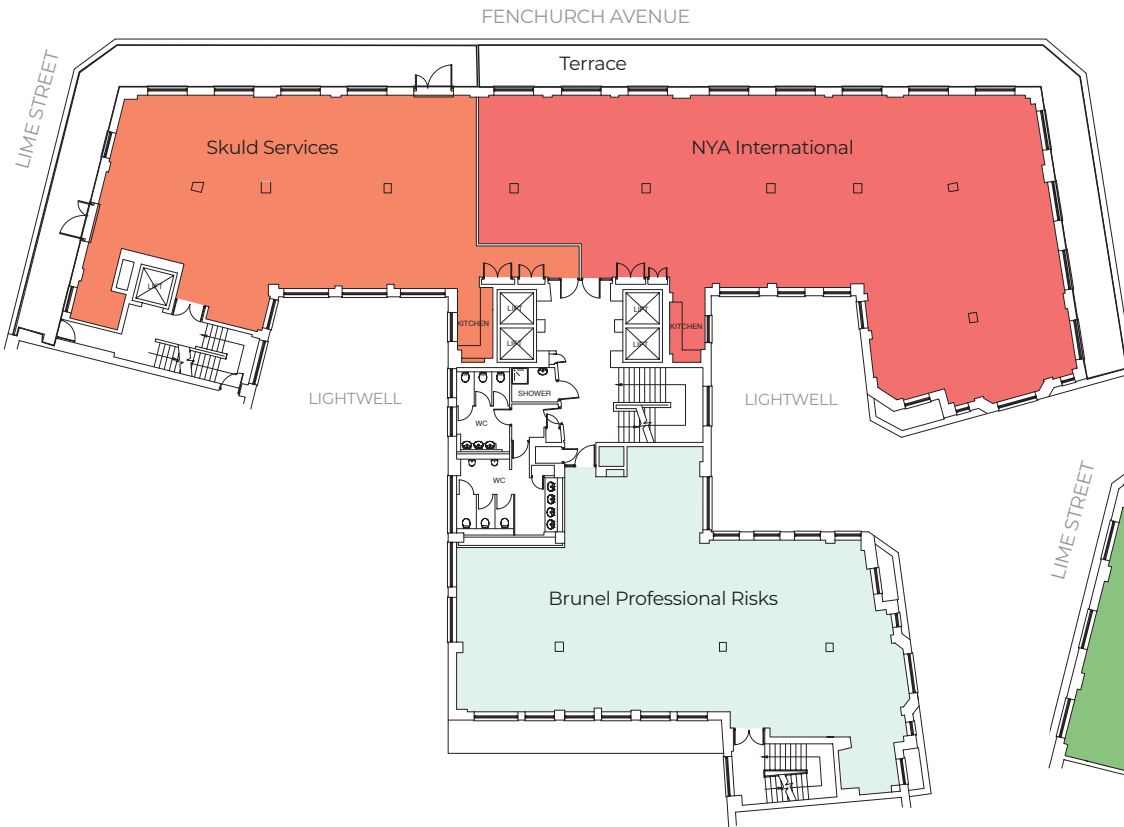 FENCHURCH AVENUE
LIME STREET
Terrace
Skuld Services
NYA International
LIFT
LIFT
LIFT
KITCHEN
KITCHEN
LIFT
LIFT
SHOWER
LIGHTWELL
LIGHTWELL
WC
WC
LIME STREET
Brunel Professional Risks